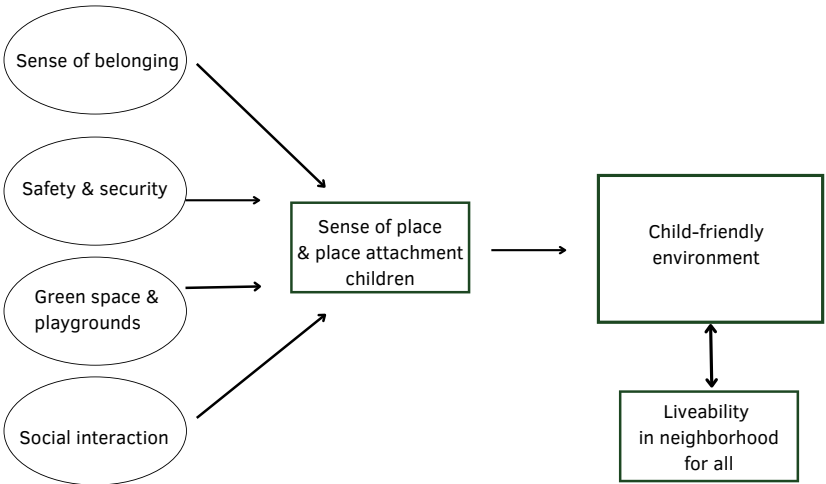 Sense of belonging
Safety & security
Green space &
playgrounds
Social interaction
Sense of place
& place attachment
children
Child-friendly
environment
Liveability
in neighborhood
for all